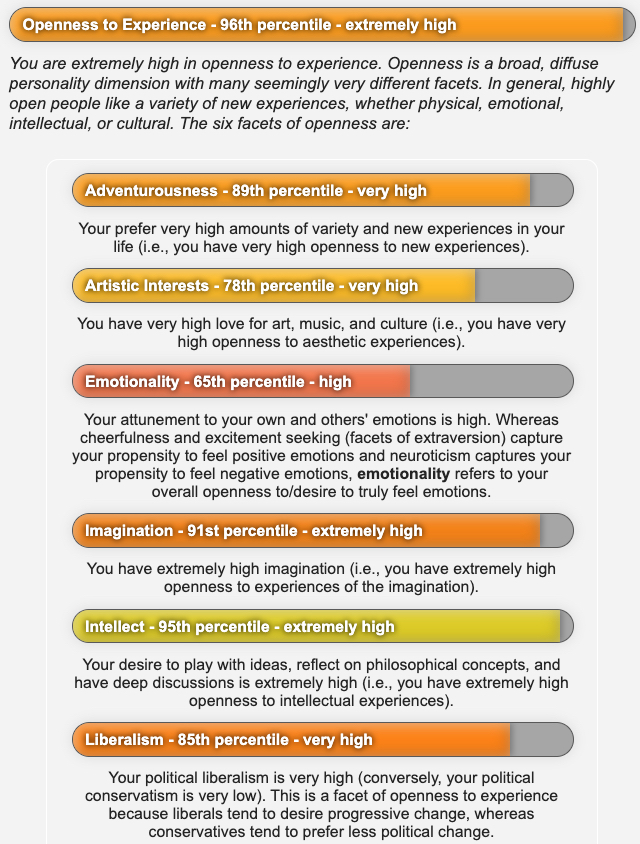 Openness to Experience - 96th percentile - extremely high
You are extremely high in openness to experience. Openness is a broad, diffuse
personality dimension with many seemingly very different facets. In general, highly
open people like a variety of new experiences, whether physical, emotional,
intellectual, or cultural. The six facets of openness are:
Adventurousness - 89th percentile - very high
Your prefer very high amounts of variety and new experiences in your
life (i.e., you have very high openness to new experiences).
Artistic Interests - 78th percentile - very high
You have very high love for art, music, and culture (i.e., you have very
high openness to aesthetic experiences).
Emotionality - 65th percentile - high
Your attunement to your own and others' emotions is high. Whereas
cheerfulness and excitement seeking (facets of extraversion) capture
your propensity to feel positive emotions and neuroticism captures your
propensity to feel negative emotions, emotionality refers to your
overall openness to/desire to truly feel emotions.
Imagination - 91st percentile - extremely high
You have extremely high imagination (i.e., you have extremely high
openness to experiences of the imagination).
Intellect - 95th percentile - extremely high
Your desire to play with ideas, reflect on philosophical concepts, and
have deep discussions is extremely high (i.e., you have extremely high
openness to intellectual experiences).
Liberalism - 85th percentile - very high
Your political liberalism is very high (conversely, your political
conservatism is very low). This is a facet of openness to experience
because liberals tend to desire progressive change, whereas
conservatives tend to prefer less political change.